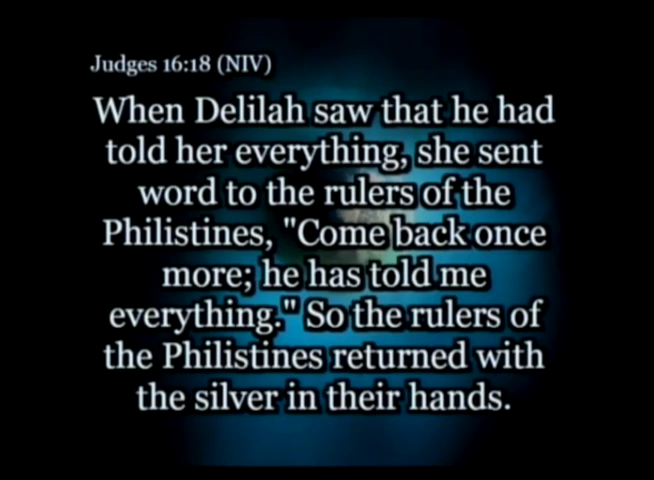 Judges 16:18 (NIV)
When Delilah saw that he had
told her everything, she sent
word to the rulers of the
Philistines, "Come back once
more; he has told me
everything." So the rulers of
the Philistines returned with
the silver in their hands.